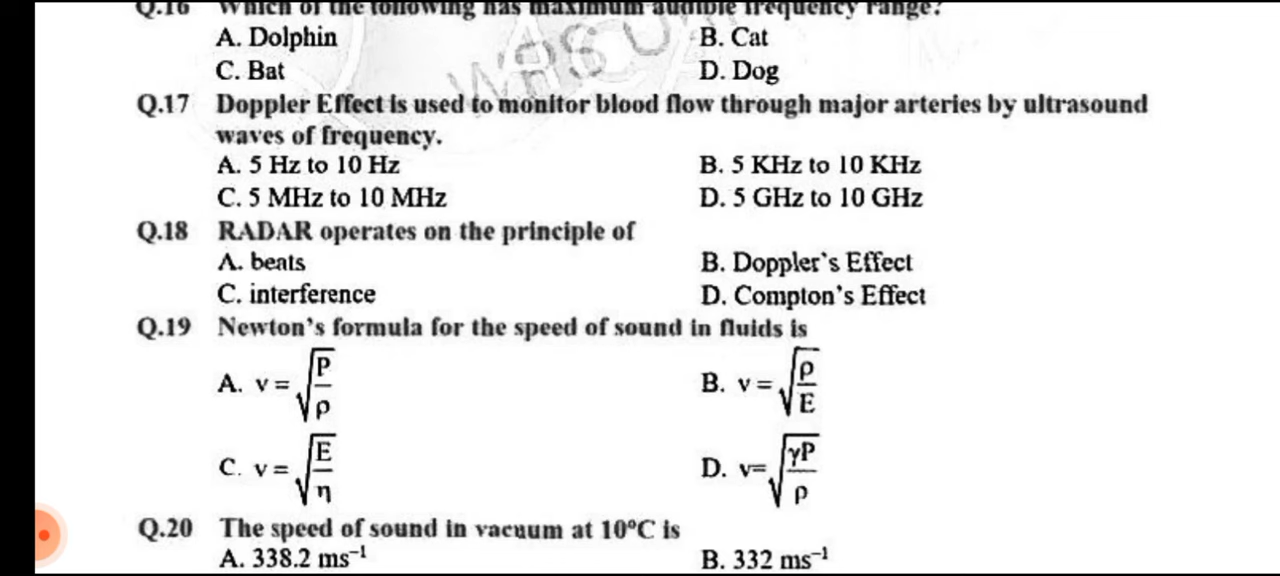 Q.16 Which of the following has maximum audible frequency range?
A. Dolphin B. Cat
C. Bat D. Dog
Q.17 Doppler Effect is used to monitor blood flow through major arteries by ultrasound
waves of frequency.
A. 5 Hz to 10 Hz B. 5 KHz to 10 KHz
C. 5 MHz to 10 MHz D. 5 GHz to 10 GHz
Q.18 RADAR operates on the principle of
A. beats B. Doppler's Effect
C. interference D. Compton's Effect
Q.19 Newton's formula for the speed of sound in fluids is
A. v = √(P/ρ) B. v = √(ρ/E)
C. v = √(E/η) D. v= √(γP/ρ)
Q.20 The speed of sound in vacuum at 10°C is
A. 338.2 ms⁻¹ B. 332 ms⁻¹